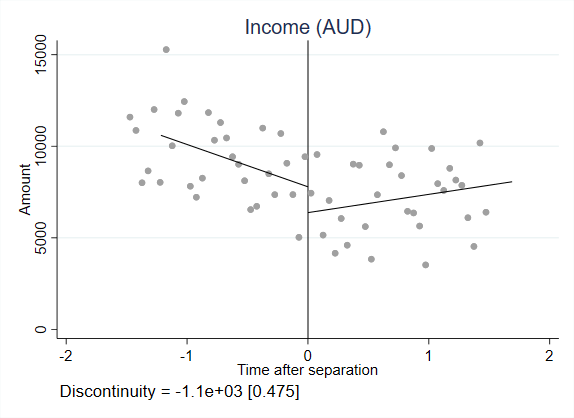 Income (AUD)
15000
10000
5000
0
Amount
-2
-1
0
1
2
Time after separation
Discontinuity = -1.1e+03 [0.475]